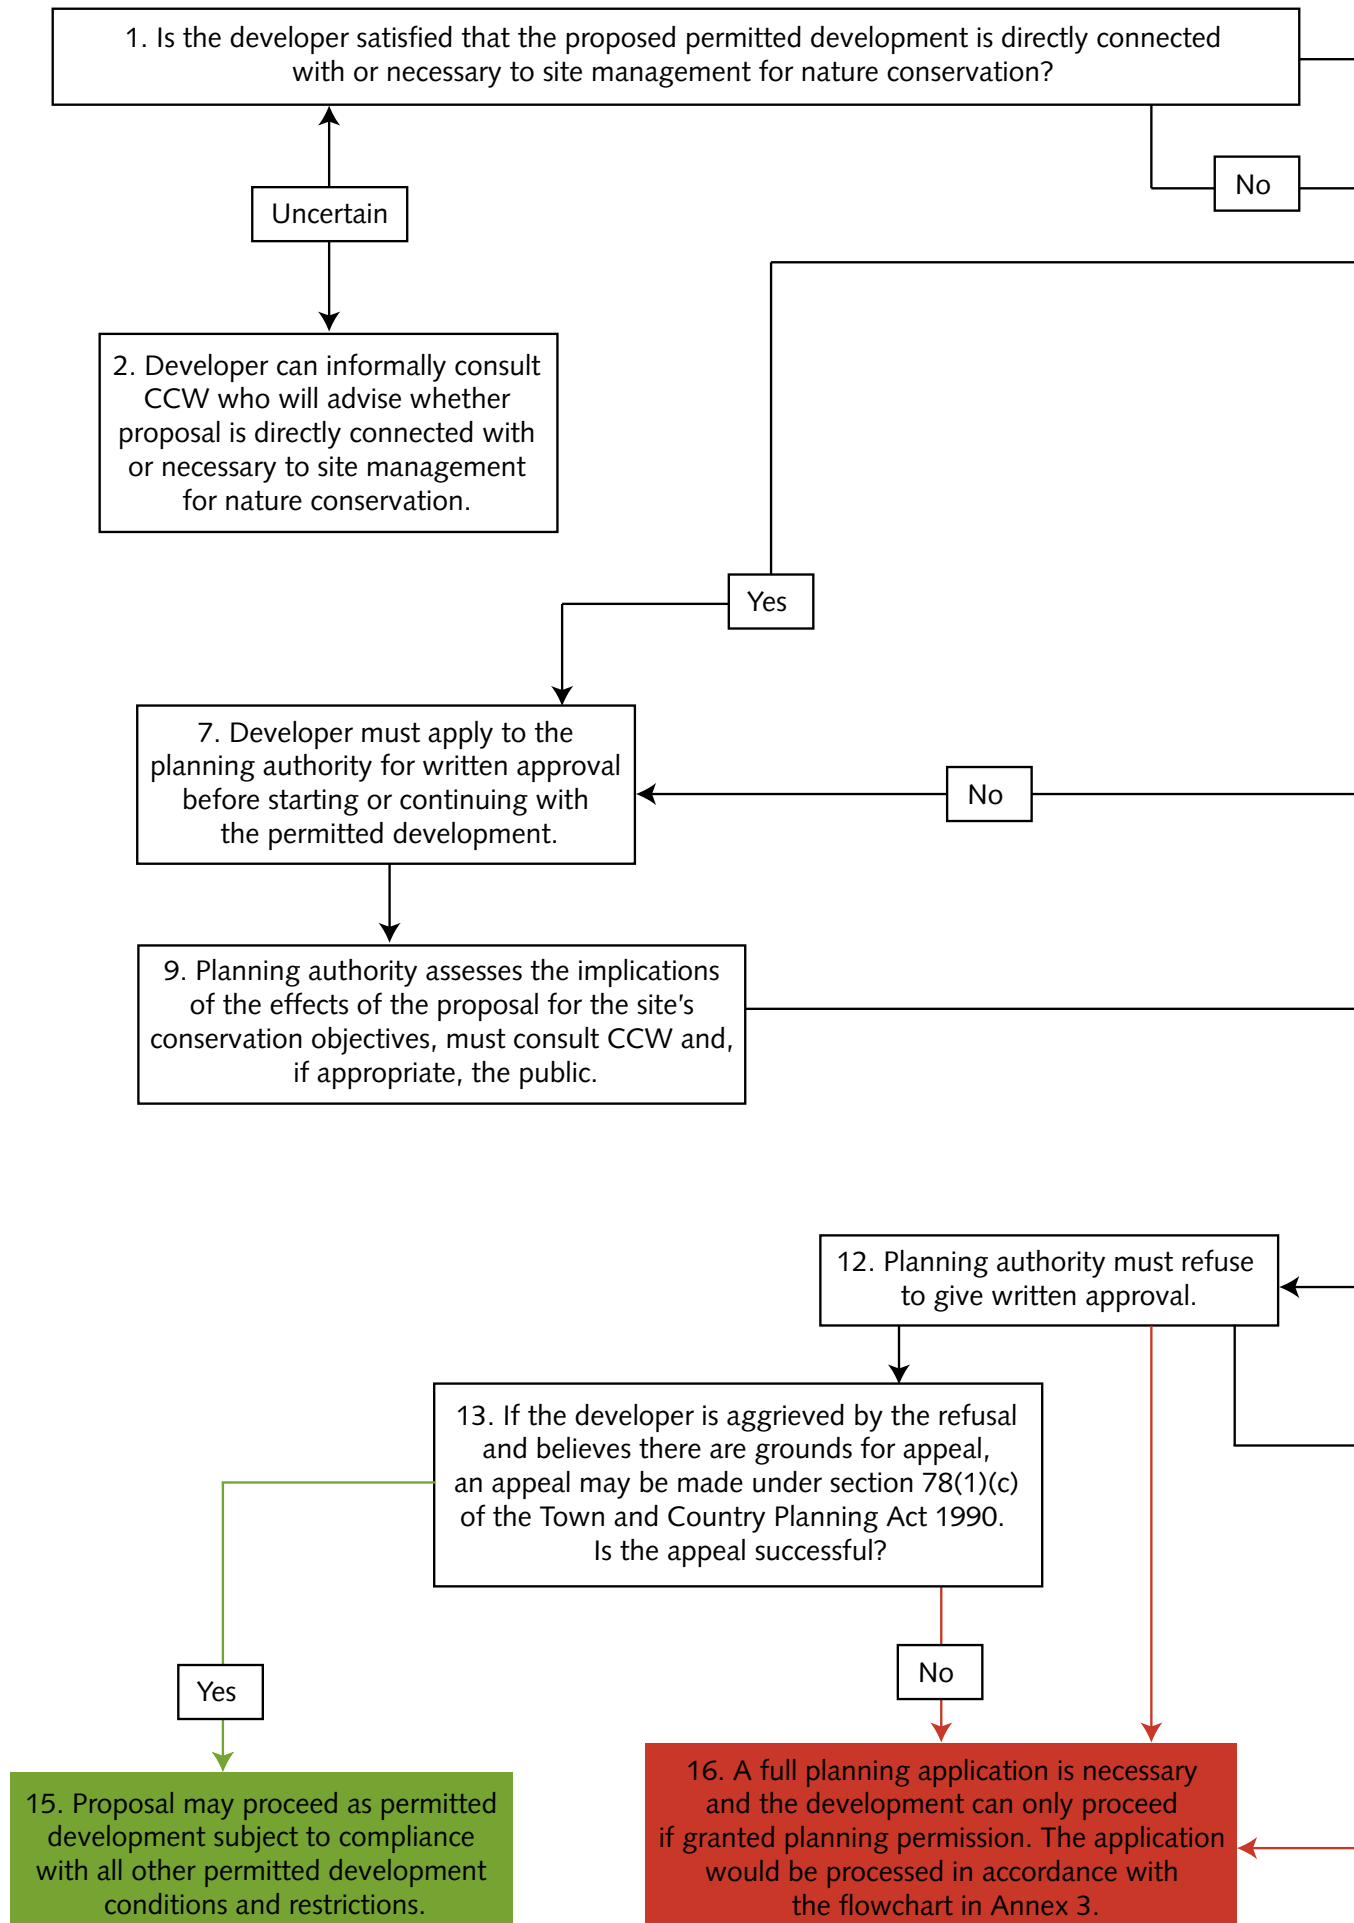 1. Is the developer satisfied that the proposed permitted development is directly connected
with or necessary to site management for nature conservation?
No
Uncertain
2. Developer can informally consult
CCW who will advise whether
proposal is directly connected with
or necessary to site management
for nature conservation.
Yes
7. Developer must apply to the
planning authority for written approval
before starting or continuing with
the permitted development.
No
9. Planning authority assesses the implications
of the effects of the proposal for the site’s
conservation objectives, must consult CCW and,
if appropriate, the public.
12. Planning authority must refuse
to give written approval.
13. If the developer is aggrieved by the refusal
and believes there are grounds for appeal,
an appeal may be made under section 78(1)(c)
of the Town and Country Planning Act 1990.
Is the appeal successful?
No
Yes
15. Proposal may proceed as permitted
development subject to compliance
with all other permitted development
conditions and restrictions.
16. A full planning application is necessary
and the development can only proceed
if granted planning permission. The application
would be processed in accordance with
the flowchart in Annex 3.